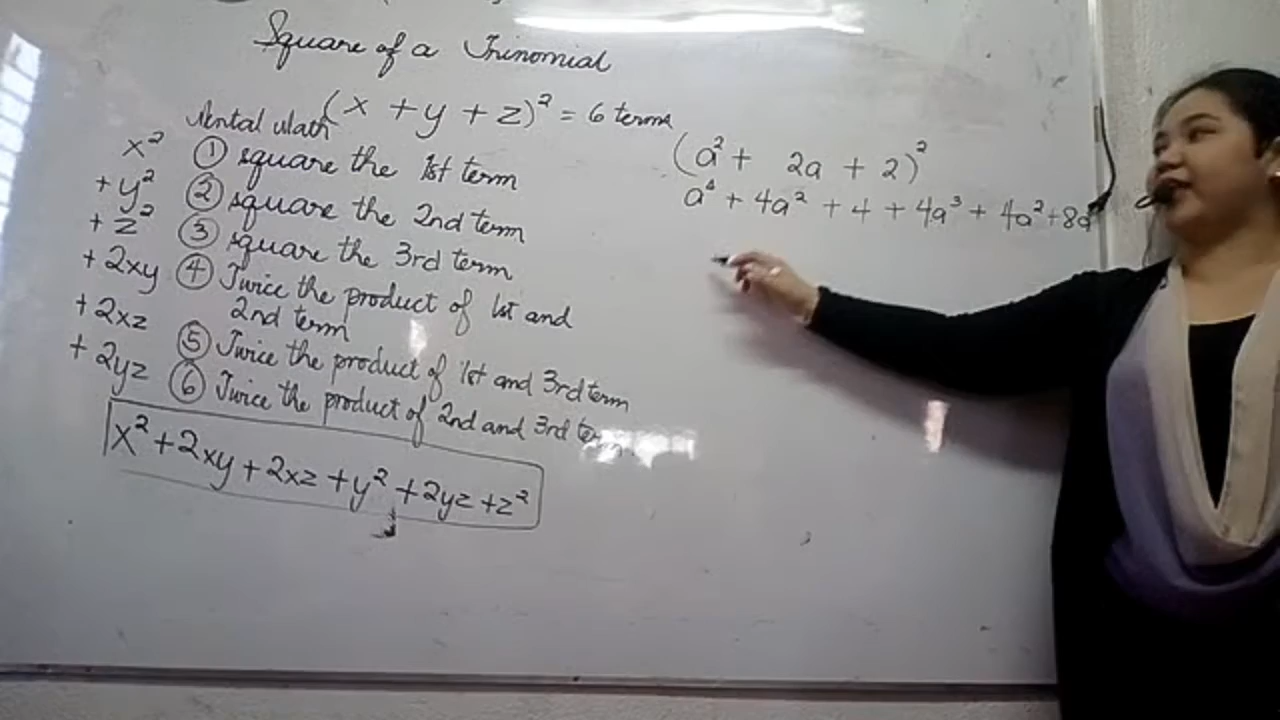 Square of a Trinomial
(x + y + z)² = 6 terms
Mental Math
x² ① square the 1st term
+ y² ② square the 2nd term
+ z² ③ square the 3rd term
+ 2xy ④ Twice the product of 1st and
2nd term
+ 2xz ⑤ Twice the product of 1st and 3rd term
+ 2yz ⑥ Twice the product of 2nd and 3rd term
x² + 2xy + 2xz + y² + 2yz + z²
(a² + 2a + 2)²
a⁴ + 4a² + 4 + 4a³ + 4a² + 8a